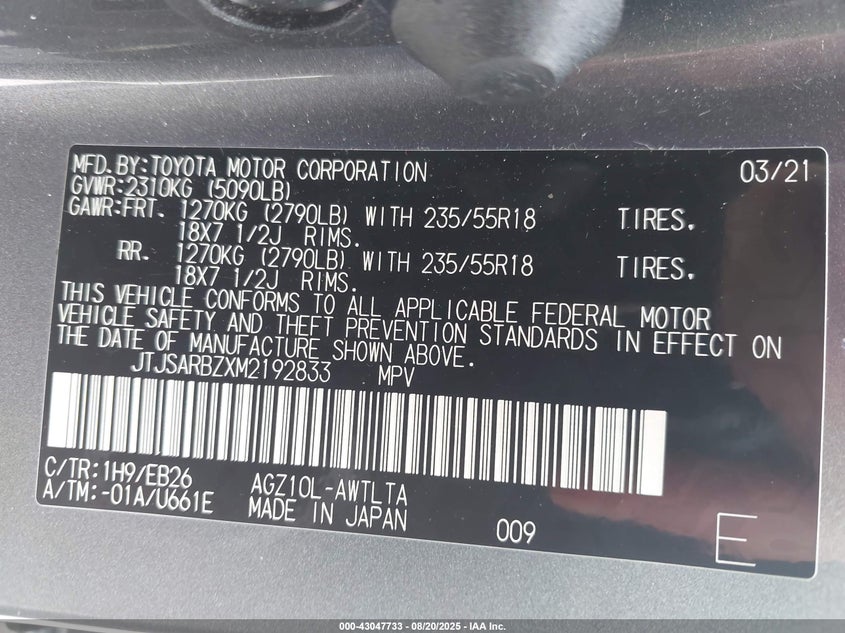 MFD.BY:TOYOTA MOTOR CORPORATION 03/21
GVWR:2310KG (5090LB)
GAWR:FRT. 1270KG (2790LB) WITH 235/55R18 TIRES.
18X7 1/2J RIMS.
RR. 1270KG (2790LB) WITH 235/55R18 TIRES.
18X7 1/2J RIMS.
THIS VEHICLE CONFORMS TO ALL APPLICABLE FEDERAL MOTOR
VEHICLE SAFETY AND THEFT PREVENTION STANDARDS IN EFFECT ON
THE DATE OF MANUFACTURE SHOWN ABOVE.
JTJSARBZXM2192833 MPV
C/TR:1H9/EB26 AGZ10L-AWTLTA
A/TM:-01A/U661E MADE IN JAPAN 009 E
000-43047733 - 08/20/2025 - IAA Inc.